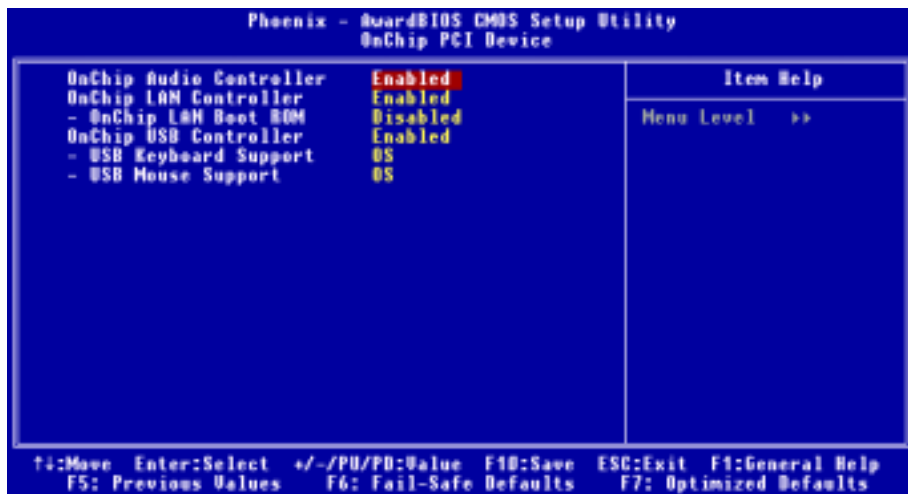 Phoenix - AwardBIOS CMOS Setup Utility
OnChip PCI Device
OnChip Audio Controller Enabled
OnChip LAN Controller Enabled
- OnChip LAN Boot ROM Disabled
OnChip USB Controller Enabled
- USB Keyboard Support OS
- USB Mouse Support OS
Item Help
Menu Level ▸▸
↑↓:Move Enter:Select +/-/PU/PD:Value F10:Save ESC:Exit F1:General Help
F5: Previous Values F6: Fail-Safe Defaults F7: Optimized Defaults